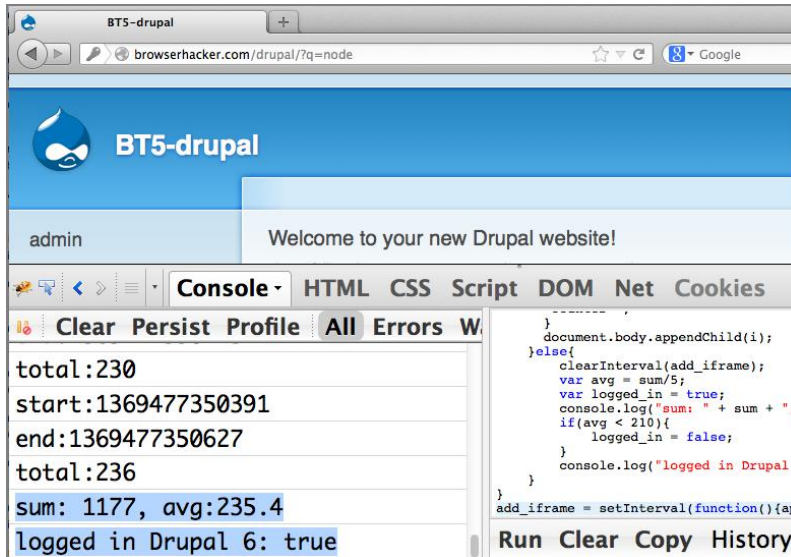 BT5-drupal
browserhacker.com/drupal/?q=node
Google
BT5-drupal
admin
Welcome to your new Drupal website!
Console HTML CSS Script DOM Net Cookies
Clear Persist Profile All Errors
total:230
start:1369477350391
end:1369477350627
total:236
sum: 1177, avg:235.4
logged in Drupal 6: true
}
document.body.appendChild(i);
}else{
clearInterval(add_iframe);
var avg = sum/5;
var logged_in = true;
console.log("sum: " + sum + "
if(avg < 210){
logged_in = false;
}
console.log("logged in Drupal
}
}
add_iframe = setInterval(function(){ap
Run Clear Copy History